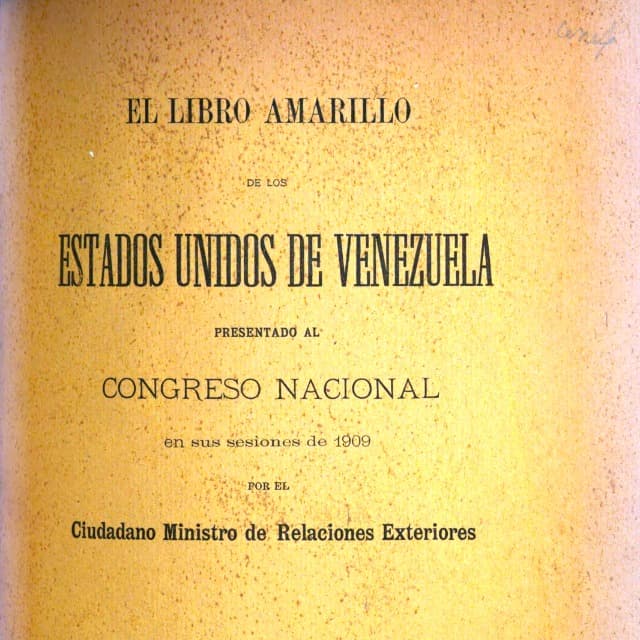 EL LIBRO AMARILLO
DE LOS
ESTADOS UNIDOS DE VENEZUELA
PRESENTADO AL
CONGRESO NACIONAL
en sus sesiones de 1909
POR EL
Ciudadano Ministro de Relaciones Exteriores